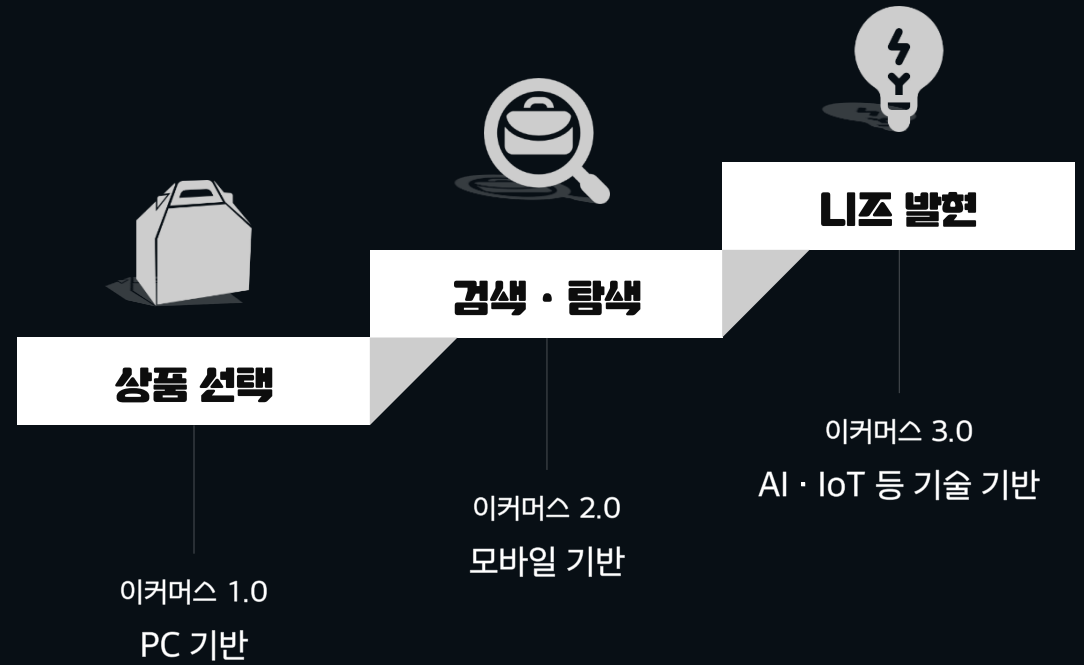 상품 선택
이커머스 1.0
PC 기반
검색 · 탐색
이커머스 2.0
모바일 기반
니즈 발현
이커머스 3.0
AI · IoT 등 기술 기반